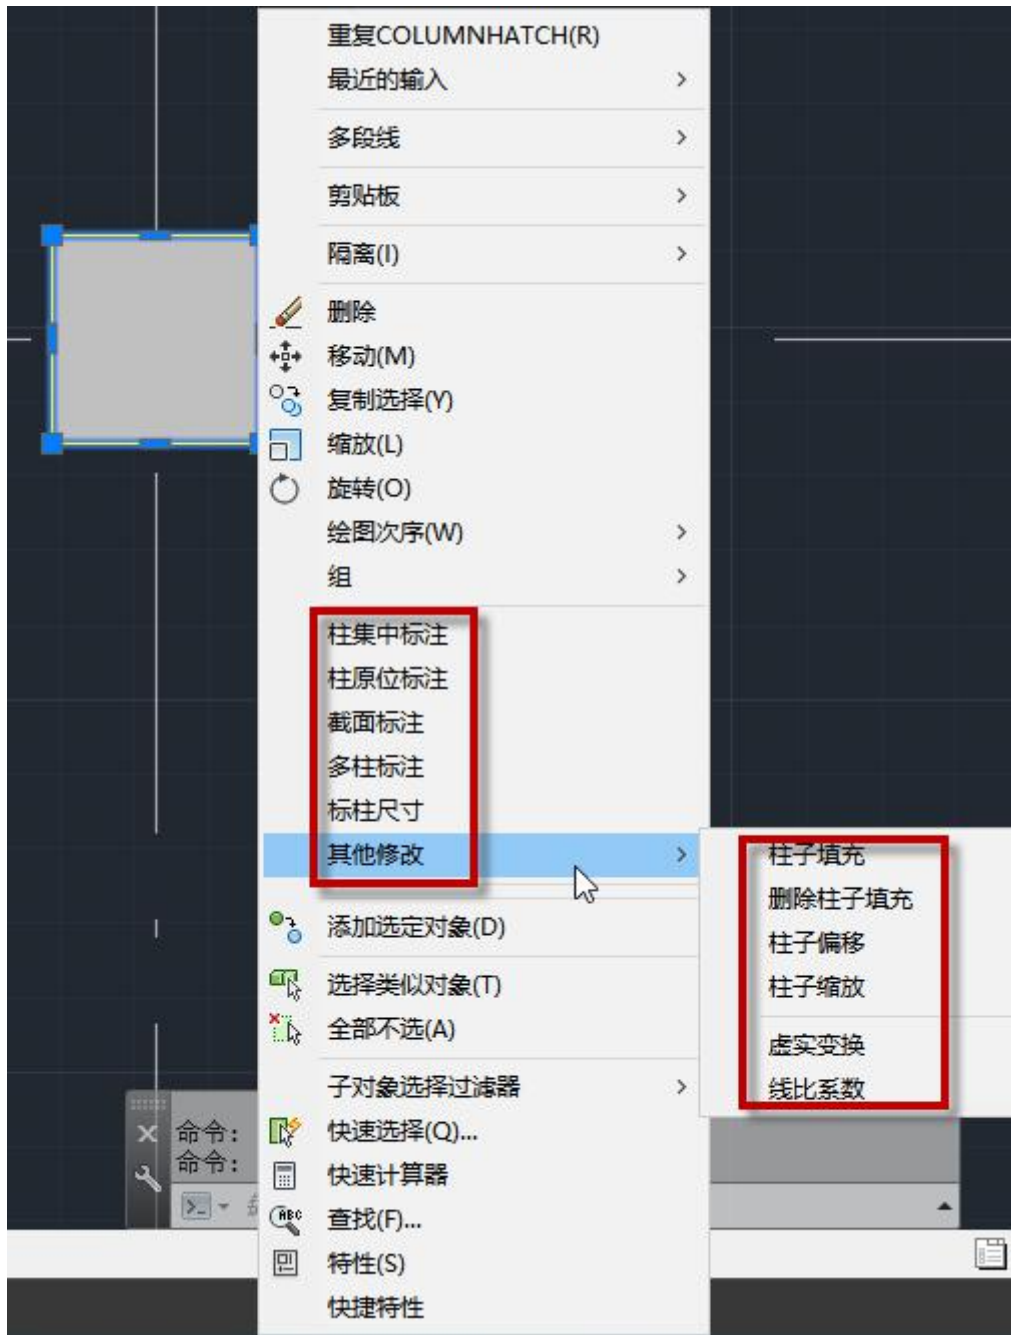 重复COLUMNHATCH(R)
最近的输入
多段线
剪贴板
隔离(I)
删除
移动(M)
复制选择(Y)
缩放(L)
旋转(O)
绘图次序(W)
组
柱集中标注
柱原位标注
截面标注
多柱标注
标柱尺寸
其他修改
柱子填充
删除柱子填充
柱子偏移
柱子缩放
虚实变换
线比系数
添加选定对象(D)
选择类似对象(T)
全部不选(A)
子对象选择过滤器
快速选择(Q)...
快速计算器
查找(F)...
特性(S)
快捷特性
命令:
命令: